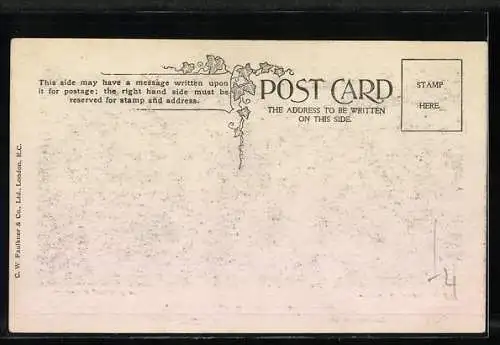 This side may have a message written upon
it for postage: the right hand side must be
reserved for stamp and address.
POST CARD
THE ADDRESS TO BE WRITTEN
ON THIS SIDE.
STAMP
HERE.
C. W. Faulkner & Co., Ltd., London, E.C.
-4